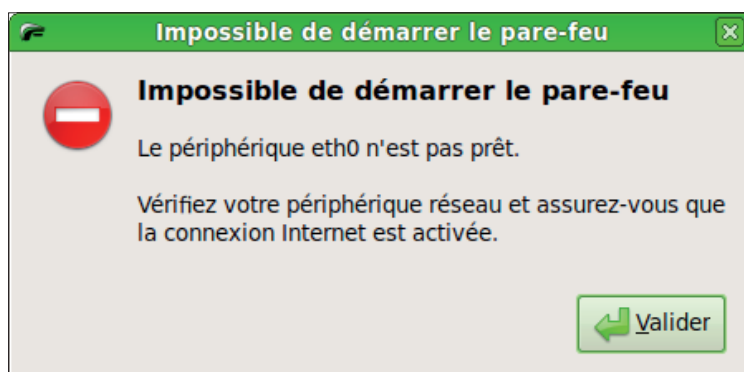 Impossible de démarrer le pare-feu
Impossible de démarrer le pare-feu
Le périphérique eth0 n'est pas prêt.
Vérifiez votre périphérique réseau et assurez-vous que
la connexion Internet est activée.
Valider